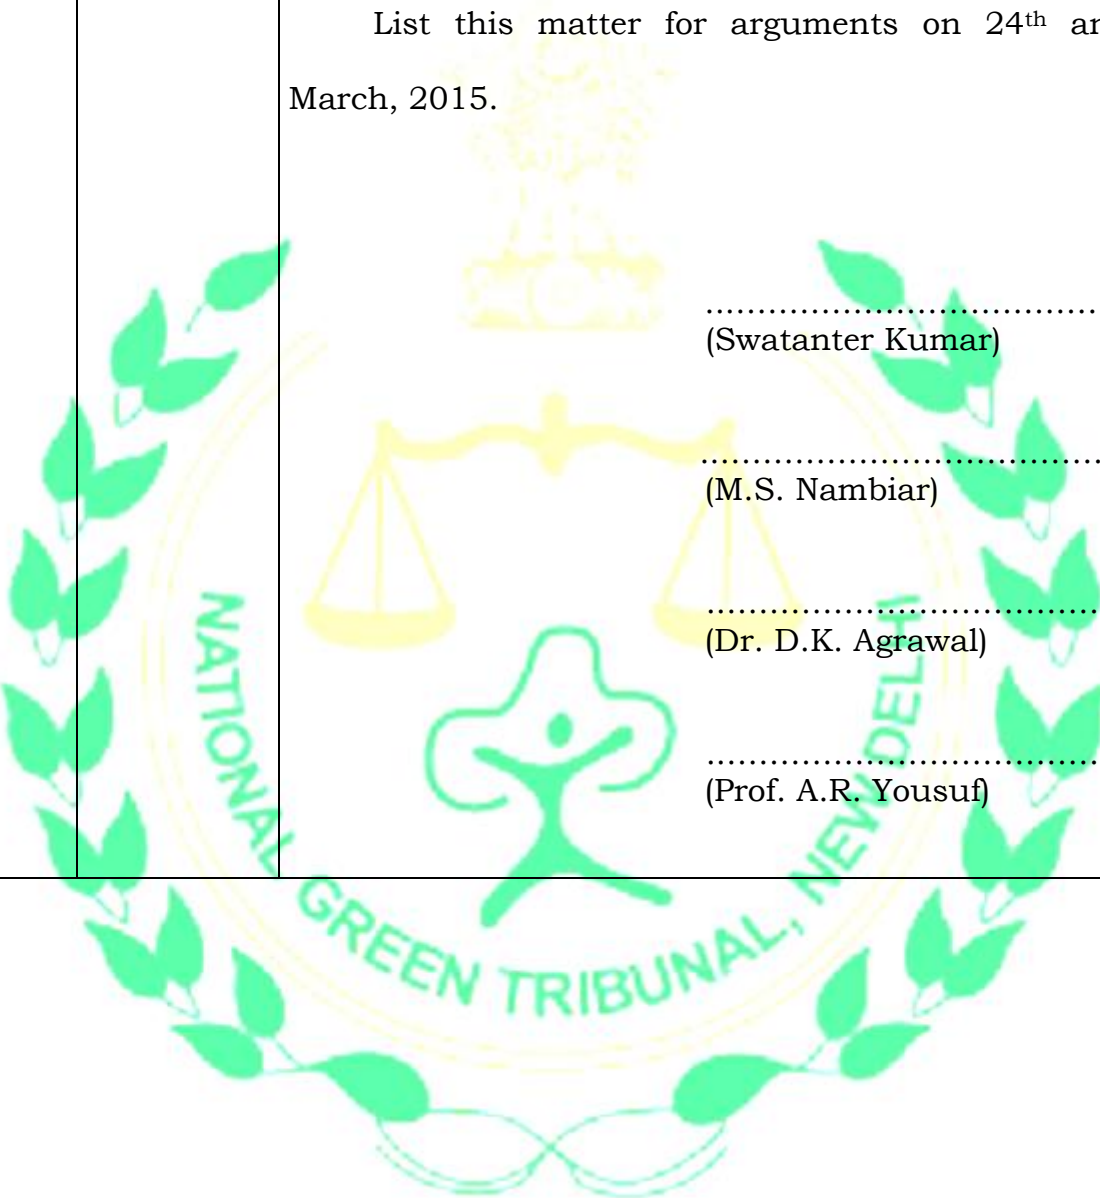 List this matter for arguments on 24th
March, 2015.
..................................
(Swatanter Kumar)
..................................
(M.S. Nambiar)
..................................
(Dr. D.K. Agrawal)
..................................
(Prof. A.R. Yousuf)
NATIONAL GREEN TRIBUNAL, NEW DELHI